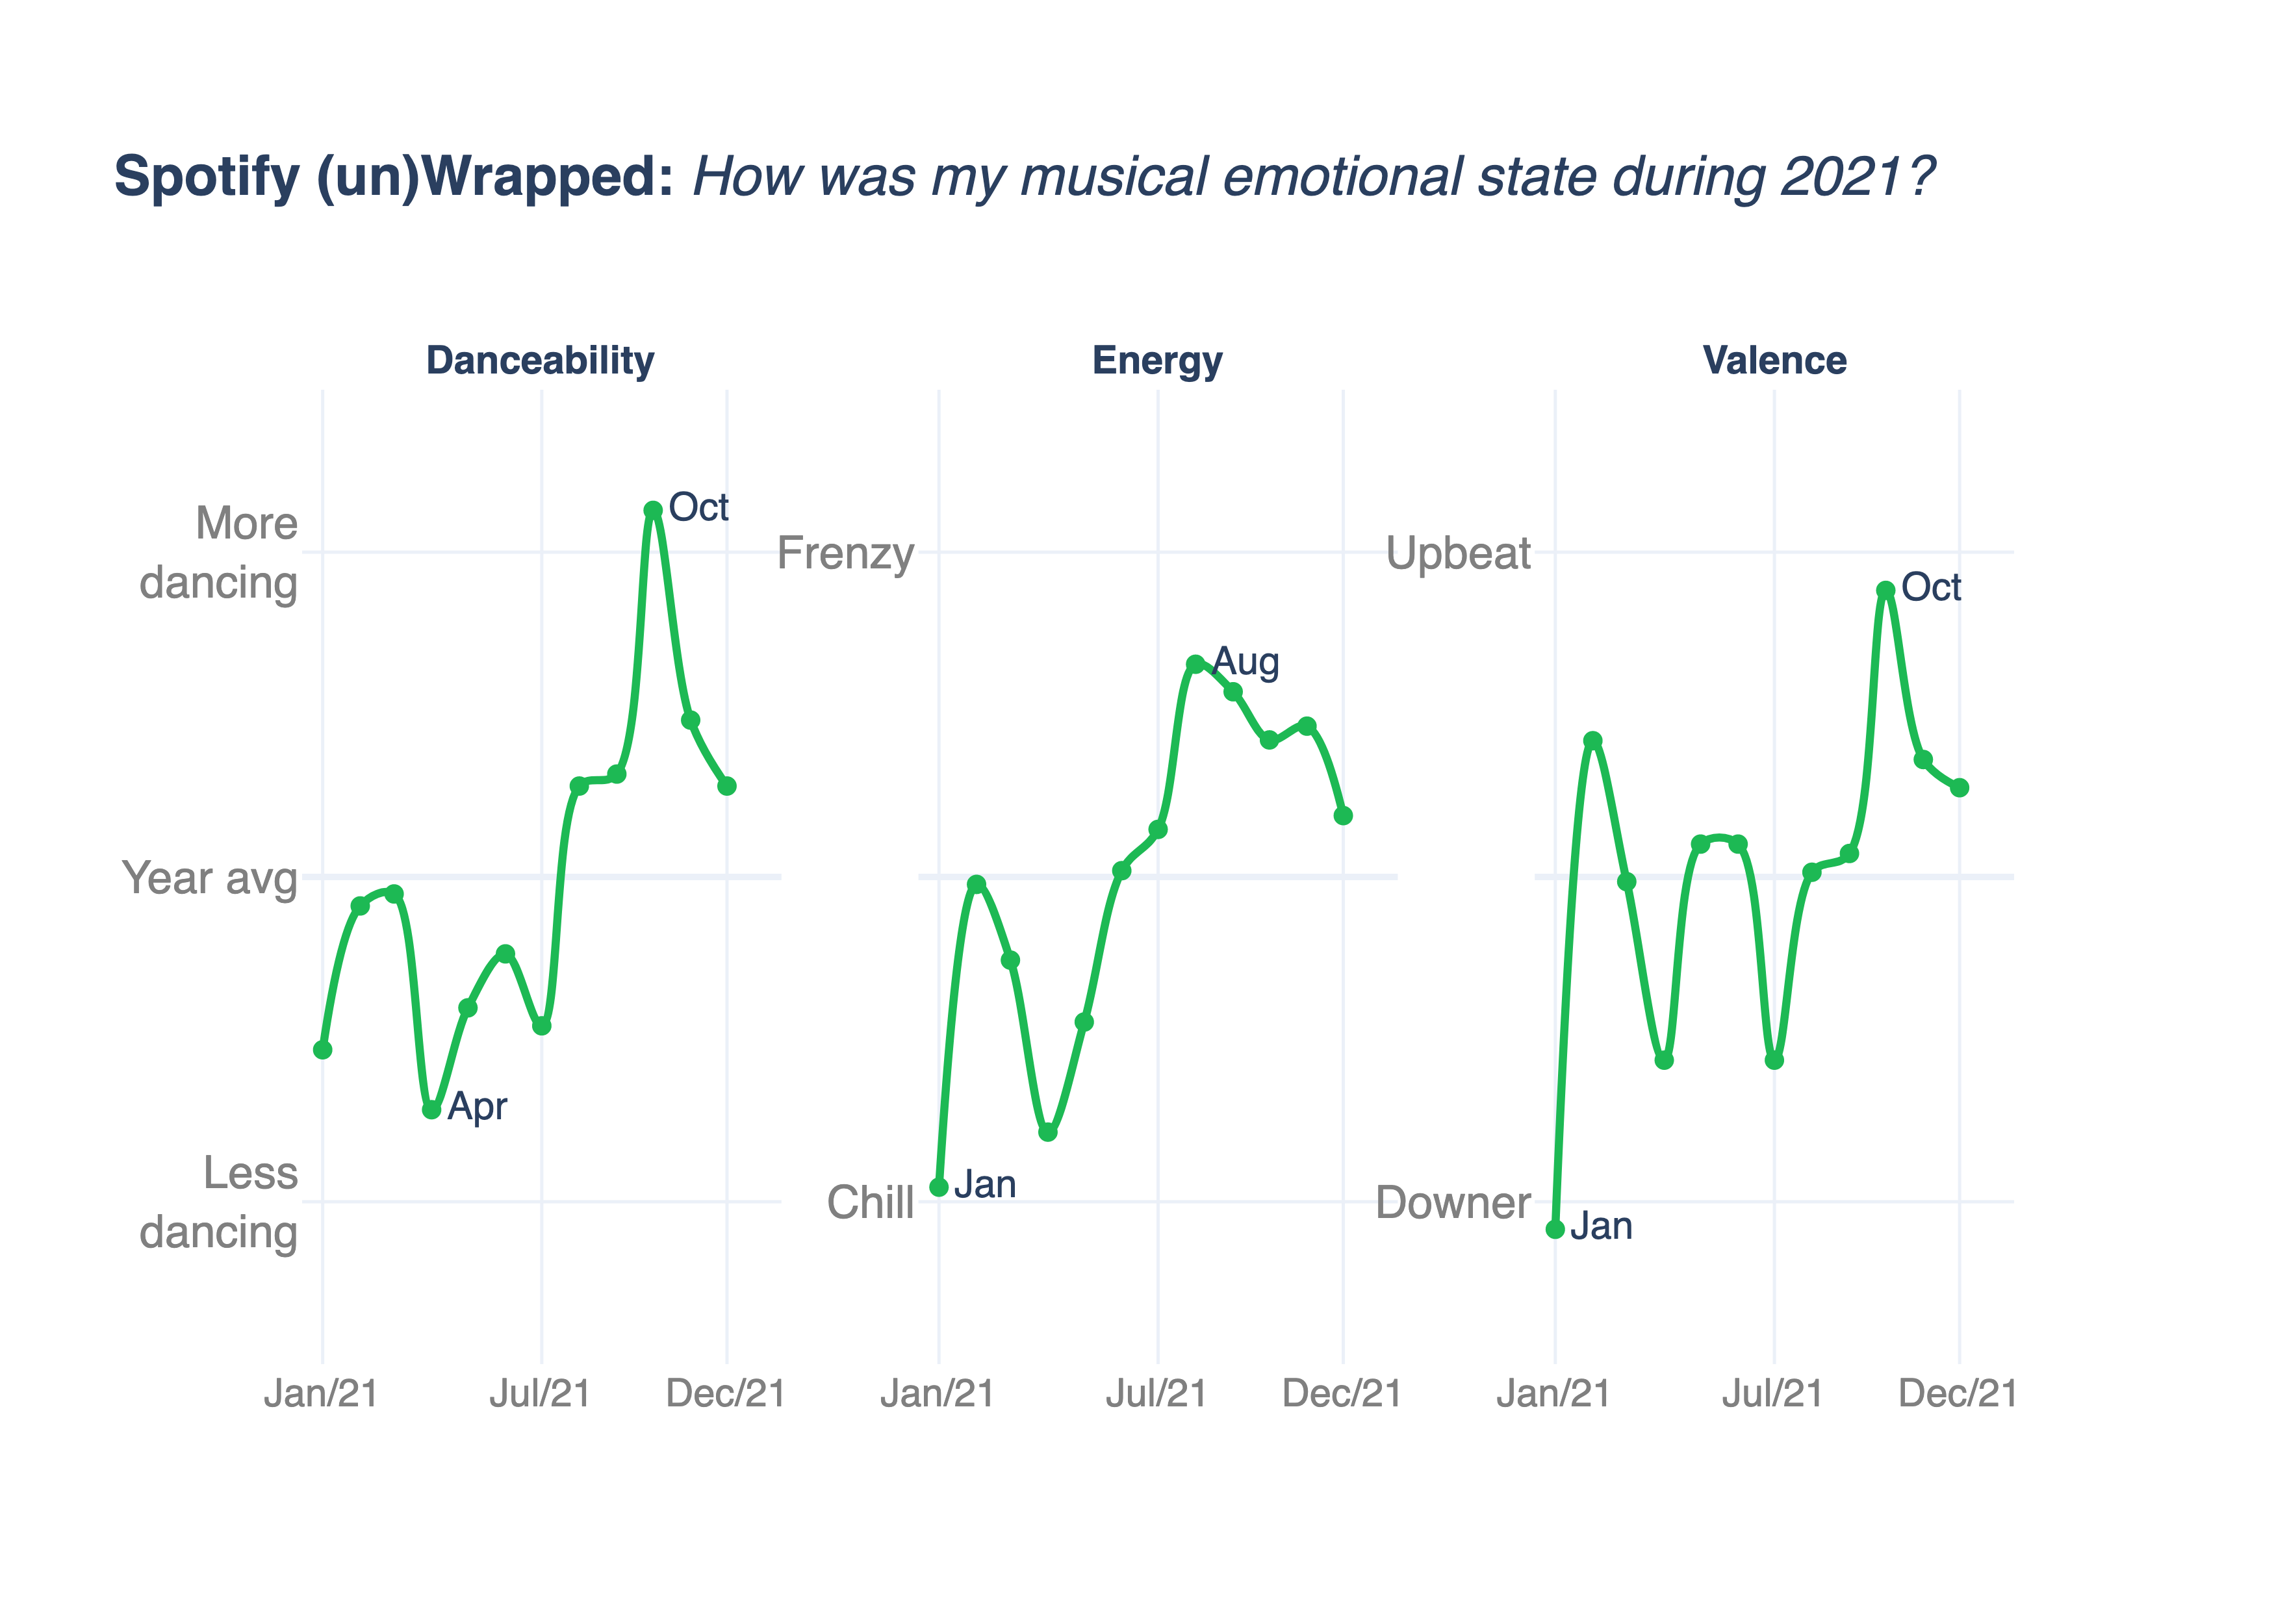 Spotify (un)Wrapped: How was my musical emotional state during 2021?
Danceability
Energy
Valence
More
dancing
Year avg
Less
dancing
Oct
Apr
Frenzy
Chill
Aug
Jan
Upbeat
Downer
Oct
Jan
Jan/21 Jul/21 Dec/21
Jan/21 Jul/21 Dec/21
Jan/21 Jul/21 Dec/21